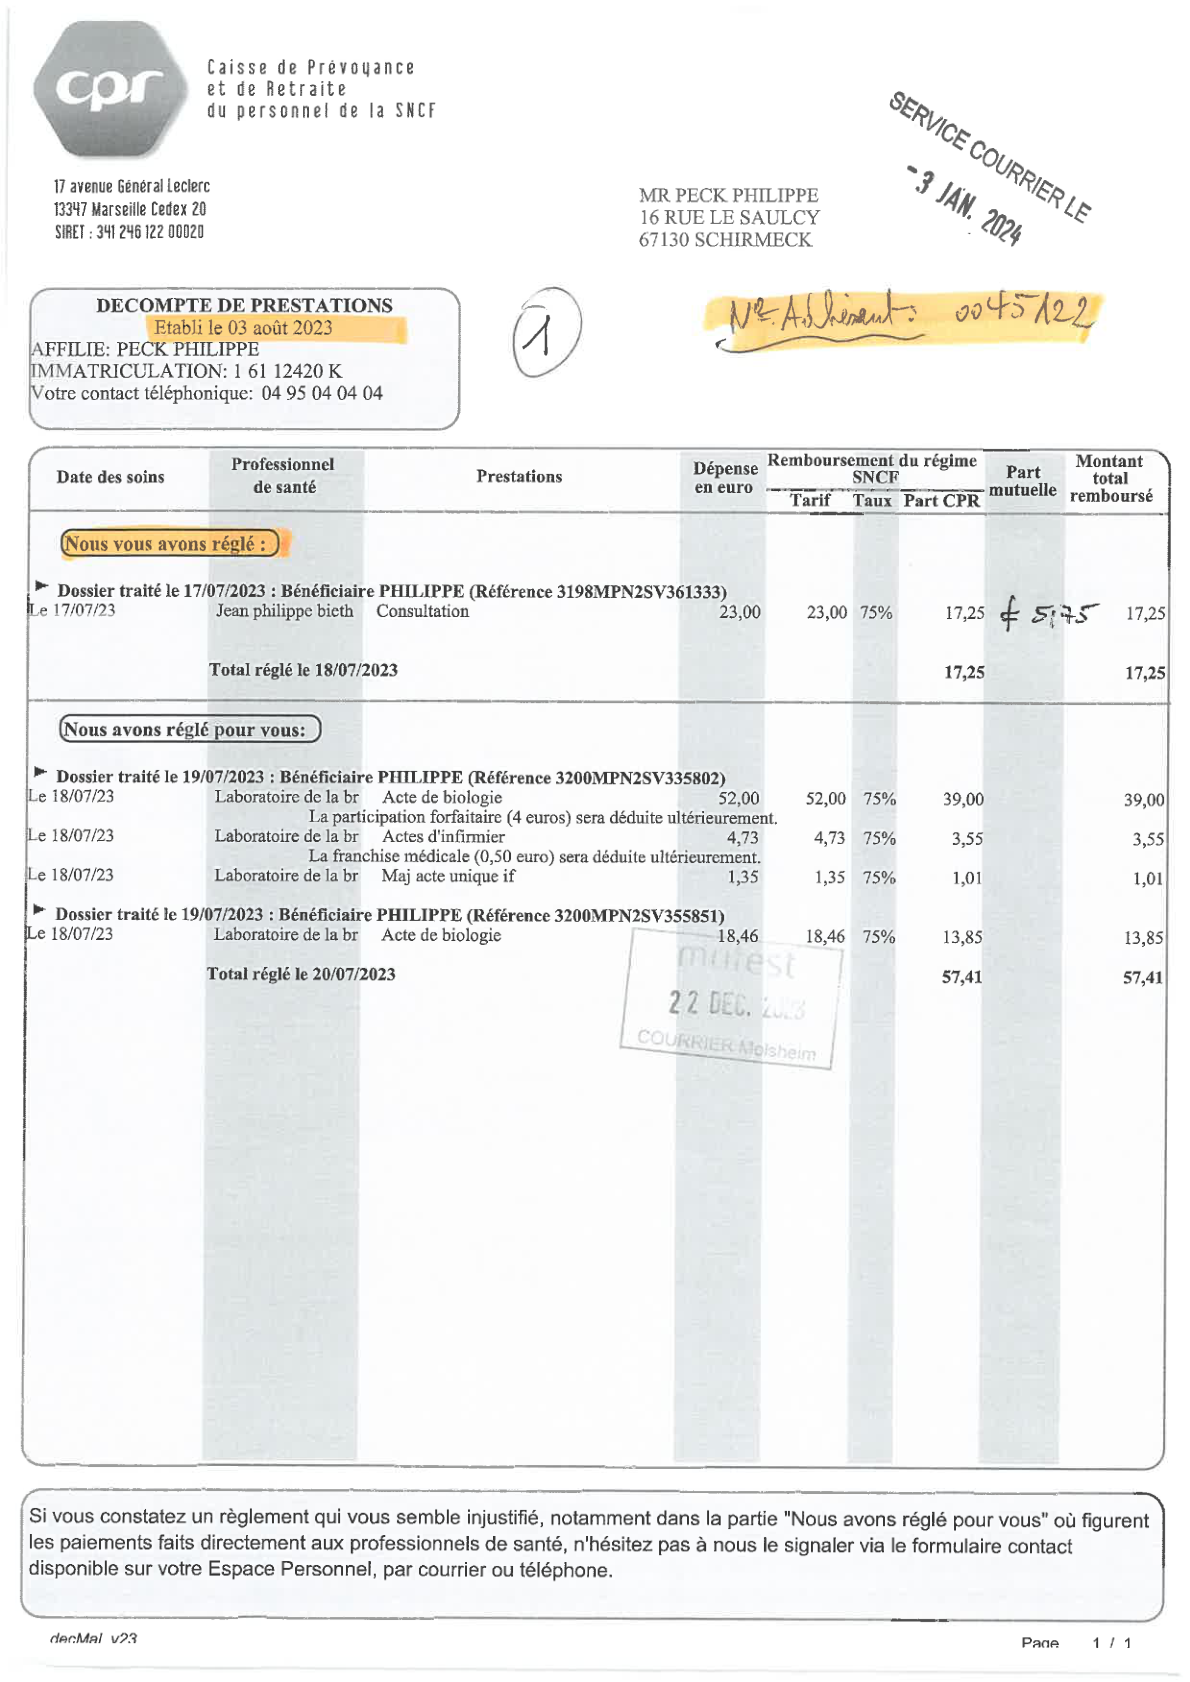 cpr
Caisse de Prévoyance
et de Retraite
du personnel de la SNCF
17 avenue Général Leclerc
13347 Marseille Cedex 20
SIRET : 341 246 122 00020
SERVICE COURRIER LE
-3 JAN. 2024
MR PECK PHILIPPE
16 RUE LE SAULCY
67130 SCHIRMECK
DECOMPTE DE PRESTATIONS
Etabli le 03 août 2023
AFFILIE: PECK PHILIPPE
IMMATRICULATION: 1 61 12420 K
Votre contact téléphonique: 04 95 04 04 04
1
N° Adhérent: 0045122
Date des soins Professionnel de santé Prestations Dépense en euro Remboursement du régime SNCF Part mutuelle Montant total remboursé
Tarif Taux Part CPR
Nous vous avons réglé :
► Dossier traité le 17/07/2023 : Bénéficiaire PHILIPPE (Référence 3198MPN2SV361333)
Le 17/07/23 Jean philippe bieth Consultation 23,00 23,00 75% 17,25 € 5,75 17,25
Total réglé le 18/07/2023 17,25 17,25
Nous avons réglé pour vous:
► Dossier traité le 19/07/2023 : Bénéficiaire PHILIPPE (Référence 3200MPN2SV335802)
Le 18/07/23 Laboratoire de la br Acte de biologie 52,00 52,00 75% 39,00 39,00
La participation forfaitaire (4 euros) sera déduite ultérieurement.
Le 18/07/23 Laboratoire de la br Actes d'infirmier 4,73 4,73 75% 3,55 3,55
La franchise médicale (0,50 euro) sera déduite ultérieurement.
Le 18/07/23 Laboratoire de la br Maj acte unique if 1,35 1,35 75% 1,01 1,01
► Dossier traité le 19/07/2023 : Bénéficiaire PHILIPPE (Référence 3200MPN2SV355851)
Le 18/07/23 Laboratoire de la br Acte de biologie 18,46 18,46 75% 13,85 13,85
Total réglé le 20/07/2023 57,41 57,41
mutest
22 DEC. 2023
COURRIER Molsheim
Si vous constatez un règlement qui vous semble injustifié, notamment dans la partie "Nous avons réglé pour vous" où figurent
les paiements faits directement aux professionnels de santé, n'hésitez pas à nous le signaler via le formulaire contact
disponible sur votre Espace Personnel, par courrier ou téléphone.
decMal_v23
Page 1 / 1